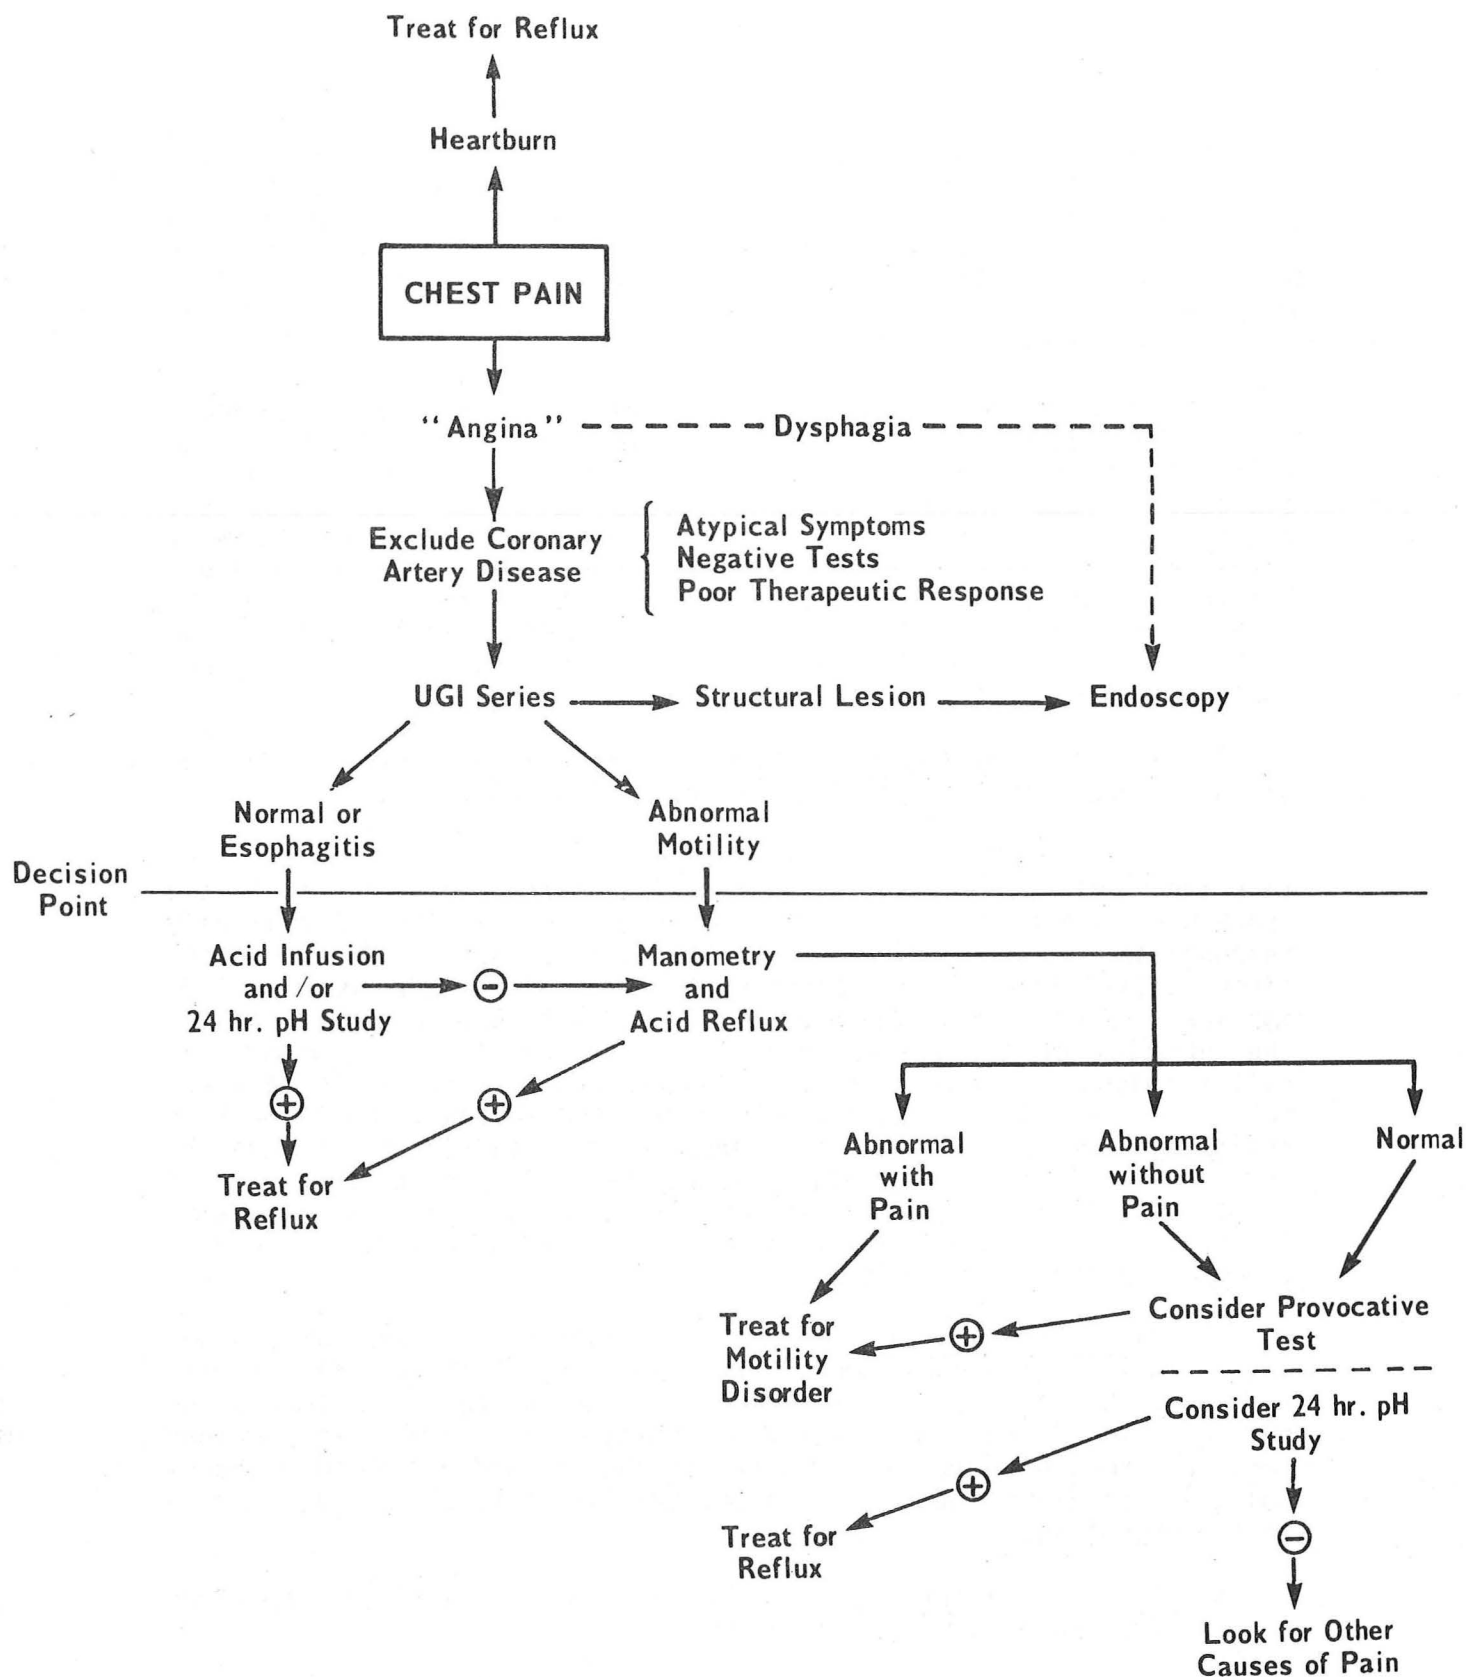 Treat for Reflux
Heartburn
CHEST PAIN
“Angina”
Dysphagia
Exclude Coronary
Artery Disease
Atypical Symptoms
Negative Tests
Poor Therapeutic Response
UGI Series
Structural Lesion
Endoscopy
Normal or
Esophagitis
Abnormal
Motility
Decision
Point
Acid Infusion
and/or
24 hr. pH Study
−
Manometry
and
Acid Reflux
+
+
Treat for
Reflux
Abnormal
with
Pain
Abnormal
without
Pain
Normal
Treat for
Motility
Disorder
+
Consider Provocative
Test
Consider 24 hr. pH
Study
+
Treat for
Reflux
−
Look for Other
Causes of Pain